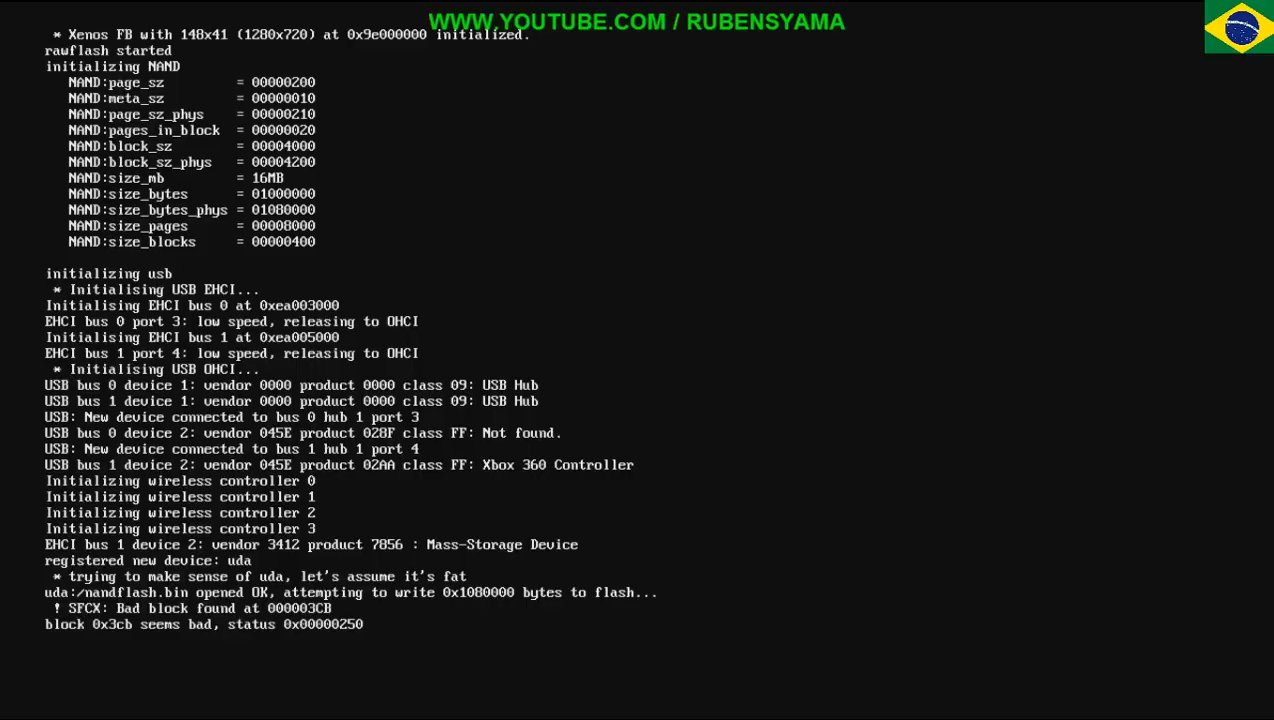 WWW.YOUTUBE.COM / RUBENSYAMA
* Xenos FB with 148x41 (1280x720) at 0x9e000000 initialized.
rawflash started
initializing NAND
NAND:page_sz = 00000200
NAND:meta_sz = 00000010
NAND:page_sz_phys = 00000210
NAND:pages_in_block = 00000020
NAND:block_sz = 00004000
NAND:block_sz_phys = 00004200
NAND:size_mb = 16MB
NAND:size_bytes = 01000000
NAND:size_bytes_phys = 01080000
NAND:size_pages = 00008000
NAND:size_blocks = 00000400
initializing usb
* Initialising USB EHCI...
Initialising EHCI bus 0 at 0xea003000
EHCI bus 0 port 3: low speed, releasing to OHCI
Initialising EHCI bus 1 at 0xea005000
EHCI bus 1 port 4: low speed, releasing to OHCI
* Initialising USB OHCI...
USB bus 0 device 1: vendor 0000 product 0000 class 09: USB Hub
USB bus 1 device 1: vendor 0000 product 0000 class 09: USB Hub
USB: New device connected to bus 0 hub 1 port 3
USB bus 0 device 2: vendor 045E product 028F class FF: Not found.
USB: New device connected to bus 1 hub 1 port 4
USB bus 1 device 2: vendor 045E product 02AA class FF: Xbox 360 Controller
Initializing wireless controller 0
Initializing wireless controller 1
Initializing wireless controller 2
Initializing wireless controller 3
EHCI bus 1 device 2: vendor 3412 product 7856 : Mass-Storage Device
registered new device: uda
* trying to make sense of uda, let's assume it's fat
uda:/nandflash.bin opened OK, attempting to write 0x1080000 bytes to flash...
! SFCX: Bad block found at 000003CB
block 0x3cb seems bad, status 0x00000250